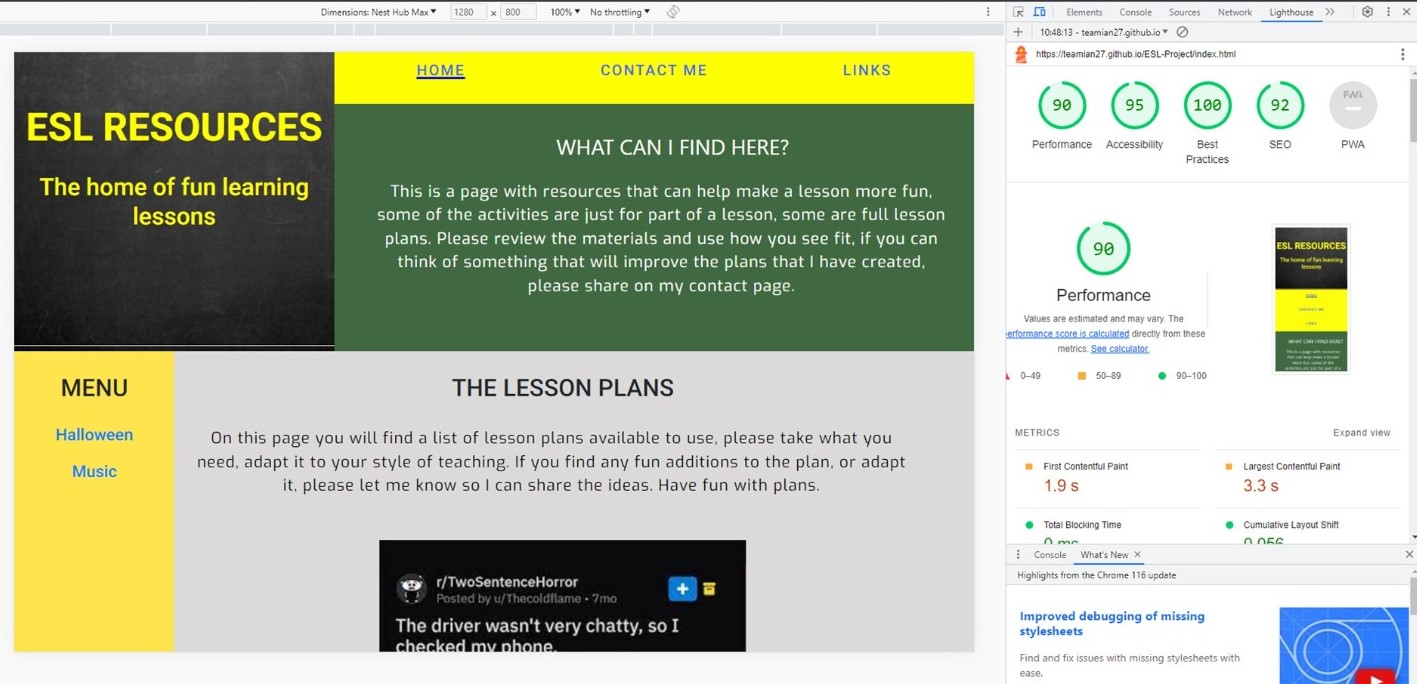 Dimensions: Nest Hub Max ▼ 1280 × 800 100% ▼ No throttling ▼
Elements Console Sources Network Lighthouse
10:48:13 - teamian27.github.io ▼
https://teamian27.github.io/ESL-Project/index.html
HOME CONTACT ME LINKS
ESL RESOURCES
The home of fun learning
lessons
WHAT CAN I FIND HERE?
This is a page with resources that can help make a lesson more fun,
some of the activities are just for part of a lesson, some are full lesson
plans. Please review the materials and use how you see fit, if you can
think of something that will improve the plans that I have created,
please share on my contact page.
MENU
Halloween
Music
THE LESSON PLANS
On this page you will find a list of lesson plans available to use, please take what you
need, adapt it to your style of teaching. If you find any fun additions to the plan, or adapt
it, please let me know so I can share the ideas. Have fun with plans.
r/TwoSentenceHorror
Posted by u/Thecoldflame • 7mo
The driver wasn't very chatty, so I
checked my phone.
90 95 100 92 PWA
Performance Accessibility Best
Practices SEO PWA
90
Performance
Values are estimated and may vary. The
performance score is calculated directly from these
metrics. See calculator.
0–49 50–89 90–100
ESL RESOURCES
The home of fun learning
lessons
HOME
CONTACT ME
LINKS
WHAT CAN I FIND HERE?
This is a page with resources
that can help make a lesson
more fun, some of the
activities are just for part of a
METRICS Expand view
First Contentful Paint
1.9 s
Largest Contentful Paint
3.3 s
Total Blocking Time
0 ms
Cumulative Layout Shift
0.056
Console What's New
Highlights from the Chrome 116 update
Improved debugging of missing
stylesheets
Find and fix issues with missing stylesheets with
ease.